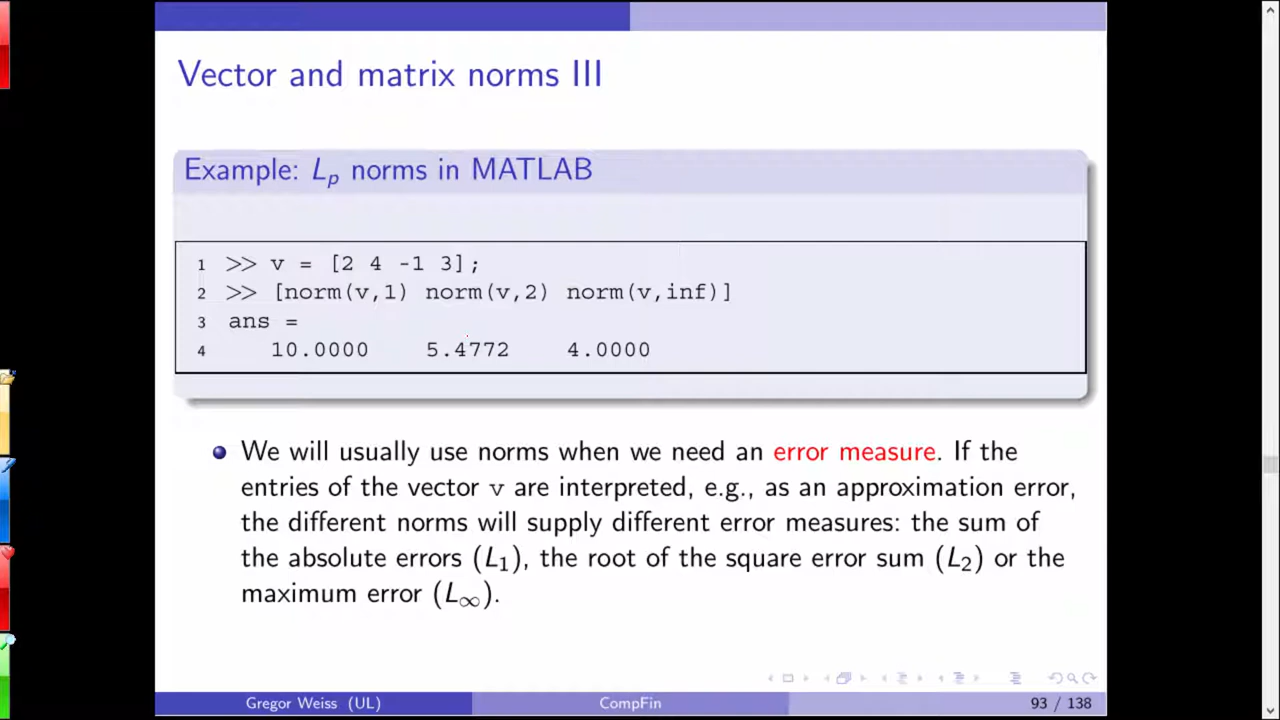 Vector and matrix norms III
Example: Lₚ norms in MATLAB
1 >> v = [2 4 -1 3];
2 >> [norm(v,1) norm(v,2) norm(v,inf)]
3 ans =
4 10.0000 5.4772 4.0000
We will usually use norms when we need an error measure. If the
entries of the vector v are interpreted, e.g., as an approximation error,
the different norms will supply different error measures: the sum of
the absolute errors (L₁), the root of the square error sum (L₂) or the
maximum error (L∞).
Gregor Weiss (UL) CompFin 93 / 138